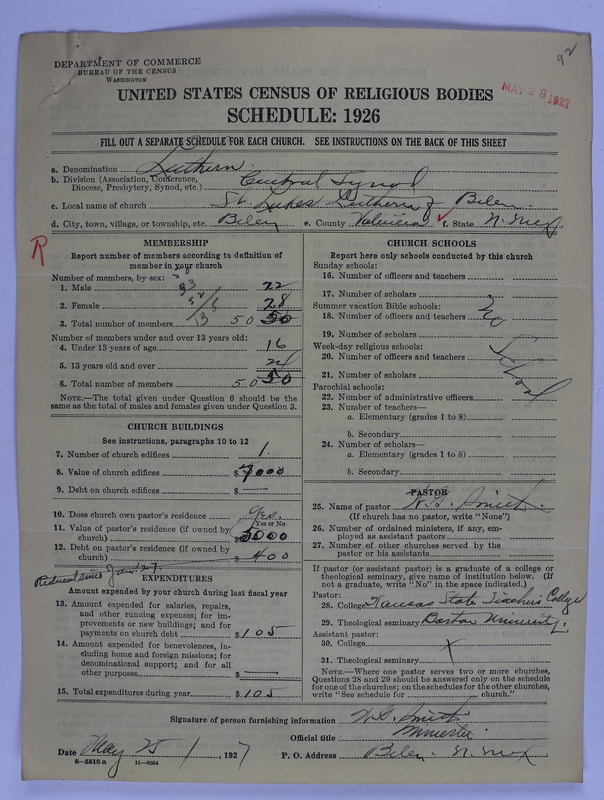 92
DEPARTMENT OF COMMERCE
BUREAU OF THE CENSUS
WASHINGTON
MAY 28 1927
UNITED STATES CENSUS OF RELIGIOUS BODIES
SCHEDULE: 1926
FILL OUT A SEPARATE SCHEDULE FOR EACH CHURCH. SEE INSTRUCTIONS ON THE BACK OF THIS SHEET
a. Denomination Luthern
b. Division (Association, Conference, Diocese, Presbytery, Synod, etc.) Central Synod
c. Local name of church St. Lukes Lutheran of Belen
d. City, town, village, or township, etc. Belen e. County Valencia f. State N. Mex
R
MEMBERSHIP
Report number of members according to definition of
member in your church
Number of members, by sex:
1. Male 22
2. Female 28
3. Total number of members 50 50
Number of members under and over 13 years old:
4. Under 13 years of age 16
5. 13 years old and over
6. Total number of members 50 50
NOTE.—The total given under Question 6 should be
same as the total of males and females given under Question 3.
CHURCH BUILDINGS
See instructions, paragraphs 10 to 12
7. Number of church edifices 1
8. Value of church edifices $ 7000
9. Debt on church edifices $ —
10. Does church own pastor's residence Yes.
Yes or No
11. Value of pastor's residence (if owned by
church) $ 5000
12. Debt on pastor's residence (if owned by
church) $ 400
Reduced since Jan. 27
EXPENDITURES
Amount expended by your church during last fiscal year
13. Amount expended for salaries, repairs,
and other running expenses; for im-
provements or new buildings; and for
payments on church debt $ 105
14. Amount expended for benevolences, in-
cluding home and foreign missions; for
denominational support; and for all
other purposes $ —
15. Total expenditures during year $ 105
CHURCH SCHOOLS
Report here only schools conducted by this church
Sunday schools:
16. Number of officers and teachers
17. Number of scholars
Summer vacation Bible schools:
18. Number of officers and teachers
19. Number of scholars
Week-day religious schools:
20. Number of officers and teachers
21. Number of scholars
Parochial schools:
22. Number of administrative officers
23. Number of teachers—
a. Elementary (grades 1 to 8)
b. Secondary
24. Number of scholars—
a. Elementary (grades 1 to 8)
b. Secondary
No School
PASTOR
25. Name of pastor Smith
(If church has no pastor, write "None")
26. Number of ordained ministers, if any, em-
ployed as assistant pastors
27. Number of other churches served by the
pastor or his assistants
If pastor (or assistant pastor) is a graduate of a college or
theological seminary, give name of institution below. (If
not a graduate, write "No" in the space indicated.)
Pastor:
28. College Kansas State Teachers College
29. Theological seminary Boston University.
Assistant pastor:
30. College X
31. Theological seminary
NOTE.—Where one pastor serves two or more churches,
Questions 28 and 29 should be answered only on the schedule
for one of the churches; on the schedules for the other churches,
write "See schedule for church."
Signature of person furnishing information Smith
Official title Minister
Date May 25, 1927 P. O. Address Belen N. Mex
8—5518a 11—9064